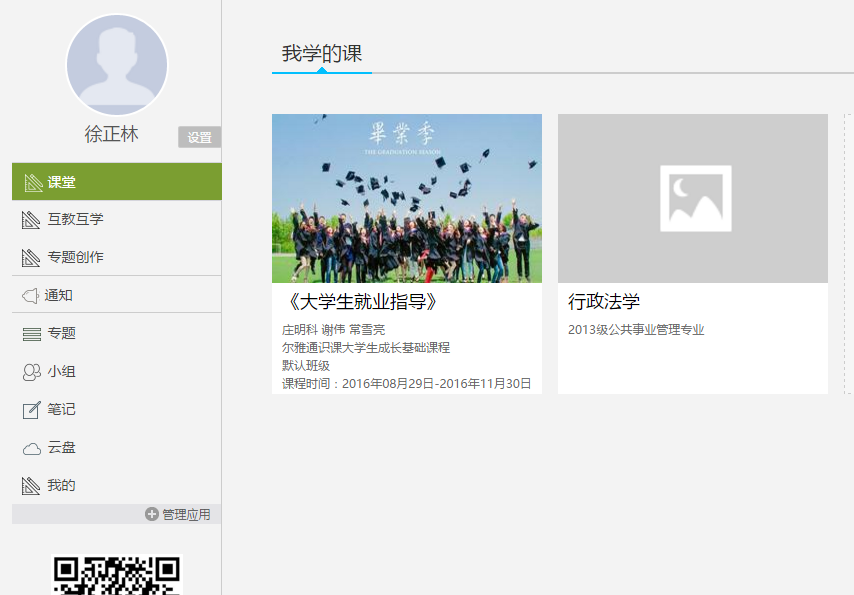 徐正林
设置
课堂
互教互学
专题创作
通知
专题
小组
笔记
云盘
我的
管理应用
我学的课
畢業季
THE GRADUATION SEASON
《大学生就业指导》
庄明科 谢伟 常雪亮
尔雅通识课大学生成长基础课程
默认班级
课程时间：2016年08月29日-2016年11月30日
行政法学
2013级公共事业管理专业